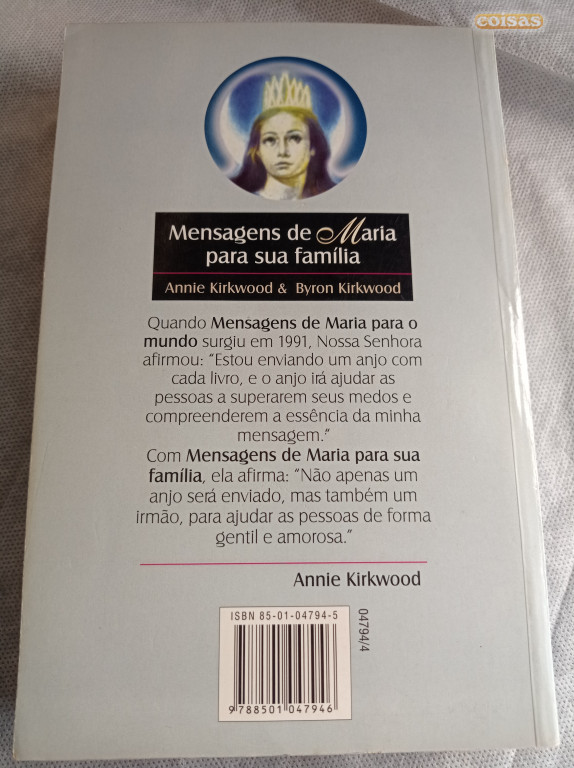 coisas
Mensagens de Maria
para sua família
Annie Kirkwood & Byron Kirkwood
Quando Mensagens de Maria para o
mundo surgiu em 1991, Nossa Senhora
afirmou: "Estou enviando um anjo com
cada livro, e o anjo irá ajudar as
pessoas a superarem seus medos e
compreenderem a essência da minha
mensagem."
Com Mensagens de Maria para sua
família, ela afirma: "Não apenas um
anjo será enviado, mas também um
irmão, para ajudar as pessoas de forma
gentil e amorosa."
Annie Kirkwood
ISBN 85-01-04794-5
9 788501 047946
04794/4